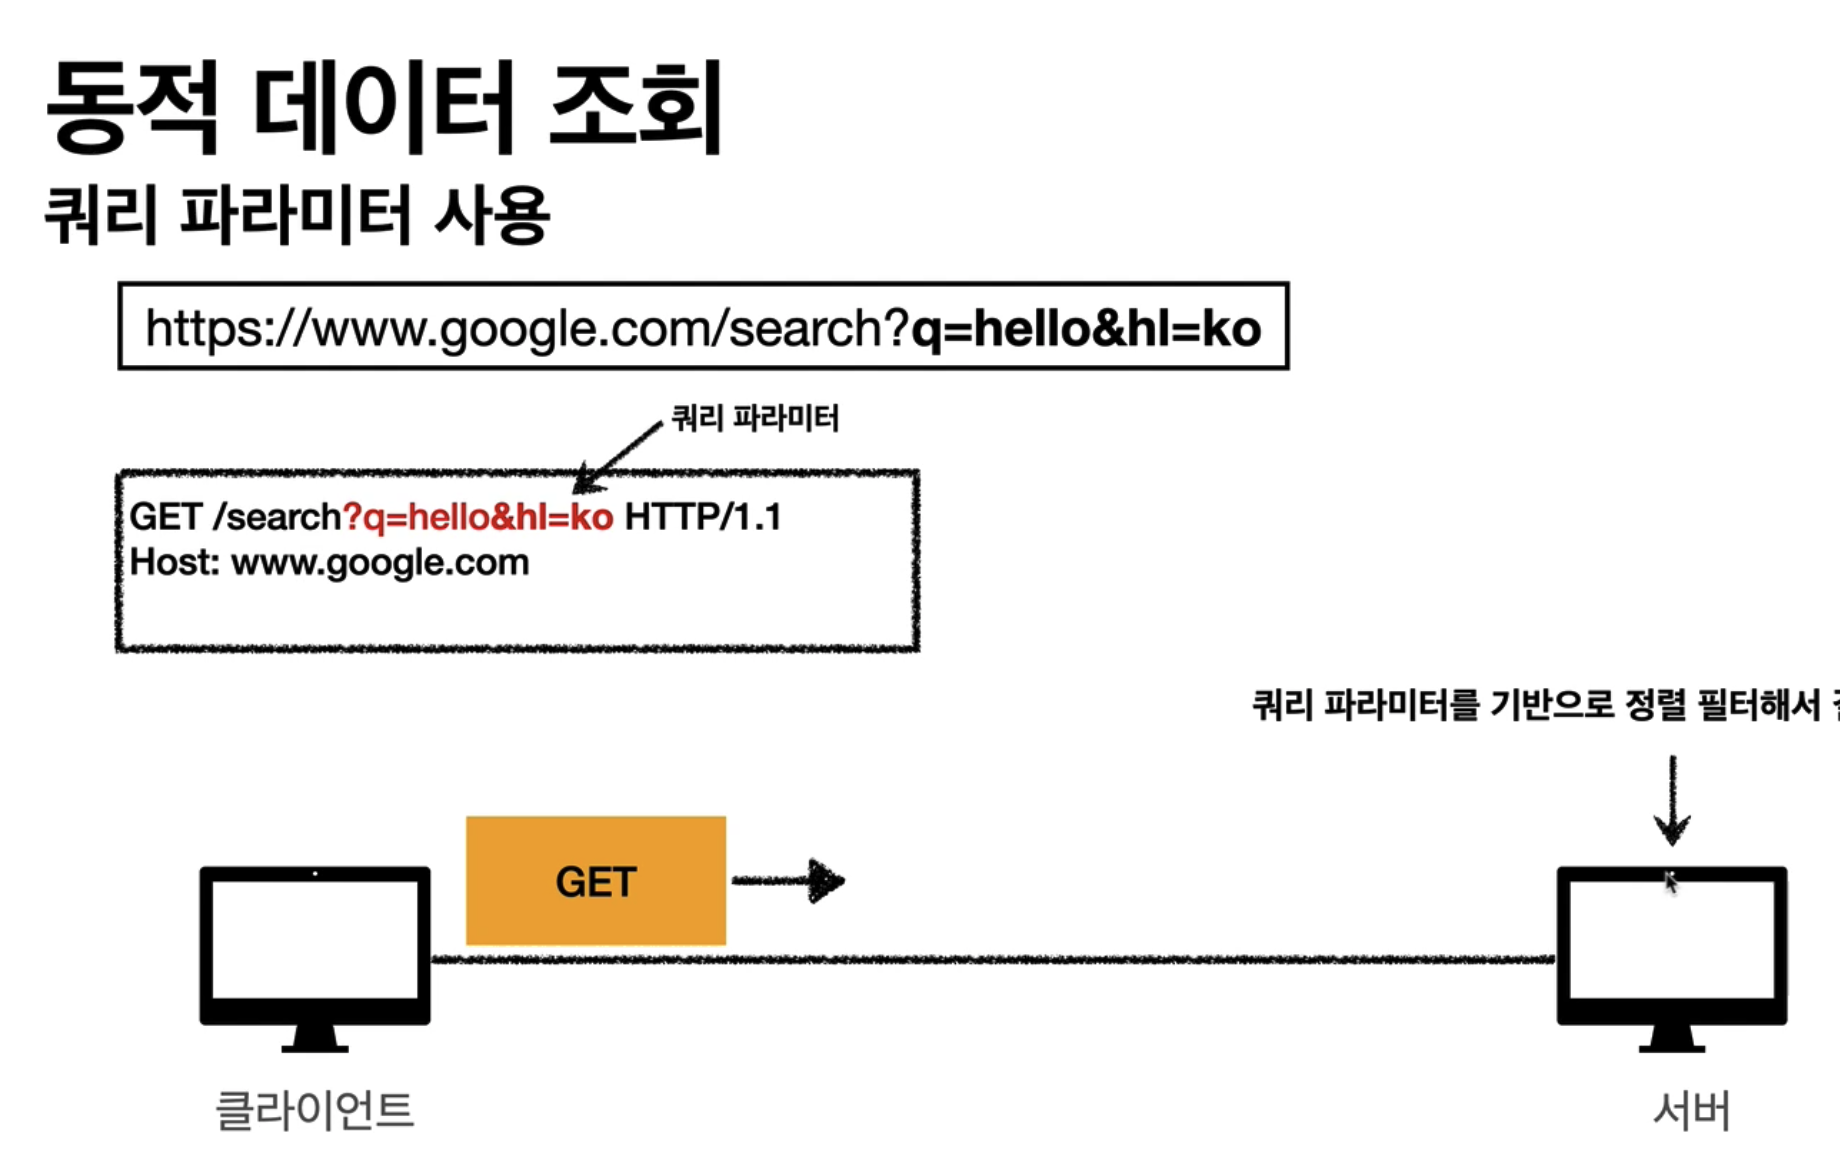 동적 데이터 조회
쿼리 파라미터 사용
https://www.google.com/search?q=hello&hl=ko
쿼리 파라미터
GET /search?q=hello&hl=ko HTTP/1.1
Host: www.google.com
쿼리 파라미터를 기반으로 정렬 필터해서
GET
클라이언트
서버